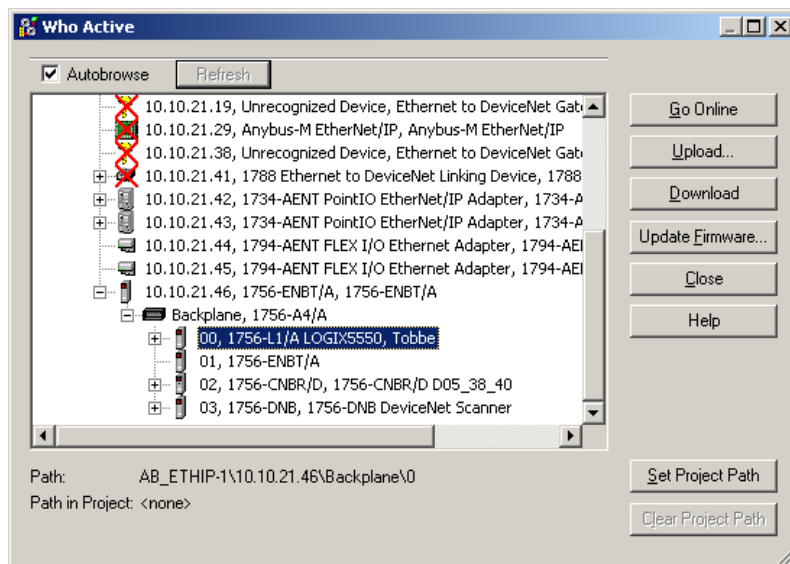 Who Active
Autobrowse
Refresh
10.10.21.19, Unrecognized Device, Ethernet to DeviceNet Gat
10.10.21.29, Anybus-M EtherNet/IP, Anybus-M EtherNet/IP
10.10.21.38, Unrecognized Device, Ethernet to DeviceNet Gat
10.10.21.41, 1788 Ethernet to DeviceNet Linking Device, 1788
10.10.21.42, 1734-AENT PointIO EtherNet/IP Adapter, 1734-A
10.10.21.43, 1734-AENT PointIO EtherNet/IP Adapter, 1734-A
10.10.21.44, 1794-AENT FLEX I/O Ethernet Adapter, 1794-AEI
10.10.21.45, 1794-AENT FLEX I/O Ethernet Adapter, 1794-AEI
10.10.21.46, 1756-ENBT/A, 1756-ENBT/A
Backplane, 1756-A4/A
00, 1756-L1/A LOGIX5550, Tobbe
01, 1756-ENBT/A
02, 1756-CNBR/D, 1756-CNBR/D D05_38_40
03, 1756-DNB, 1756-DNB DeviceNet Scanner
Go Online
Upload...
Download
Update Firmware...
Close
Help
Path: AB_ETHIP-1\10.10.21.46\Backplane\0
Path in Project: <none>
Set Project Path
Clear Project Path